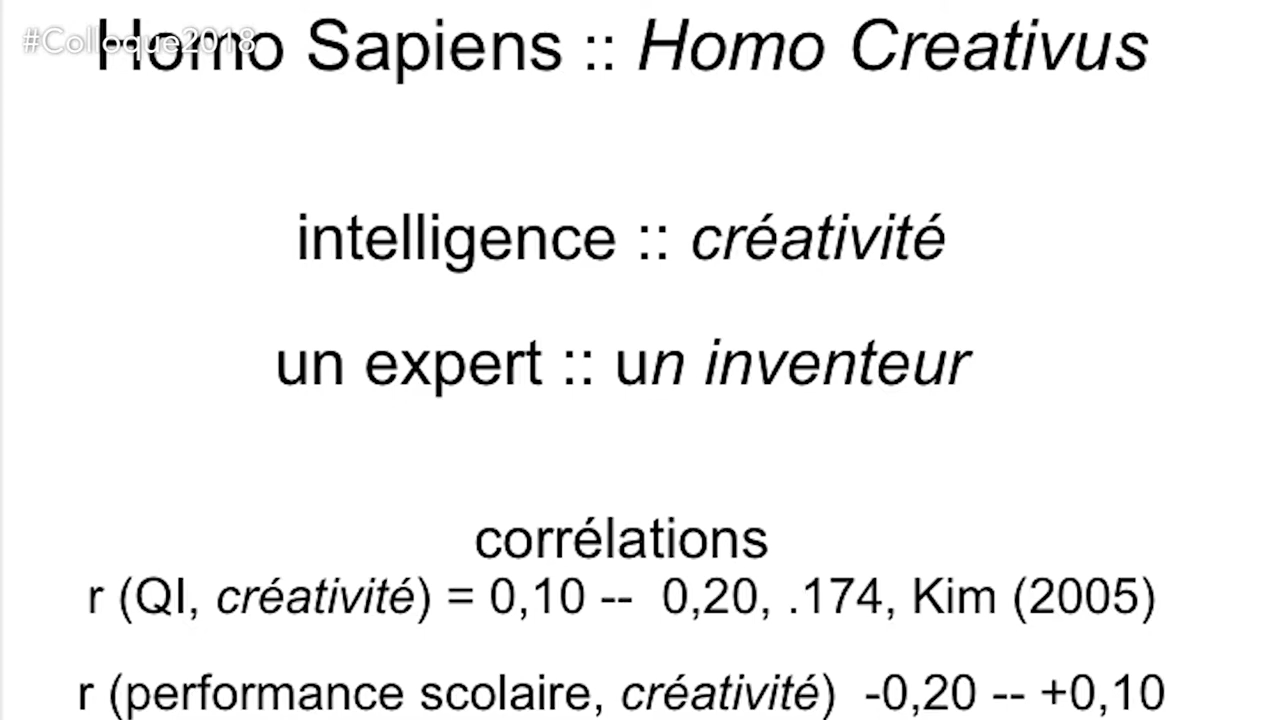 #Colloque2018
Homo Sapiens :: Homo Creativus
intelligence :: créativité
un expert :: un inventeur
corrélations
r (QI, créativité) = 0,10 --  0,20, .174, Kim (2005)
r (performance scolaire, créativité)  -0,20 -- +0,10